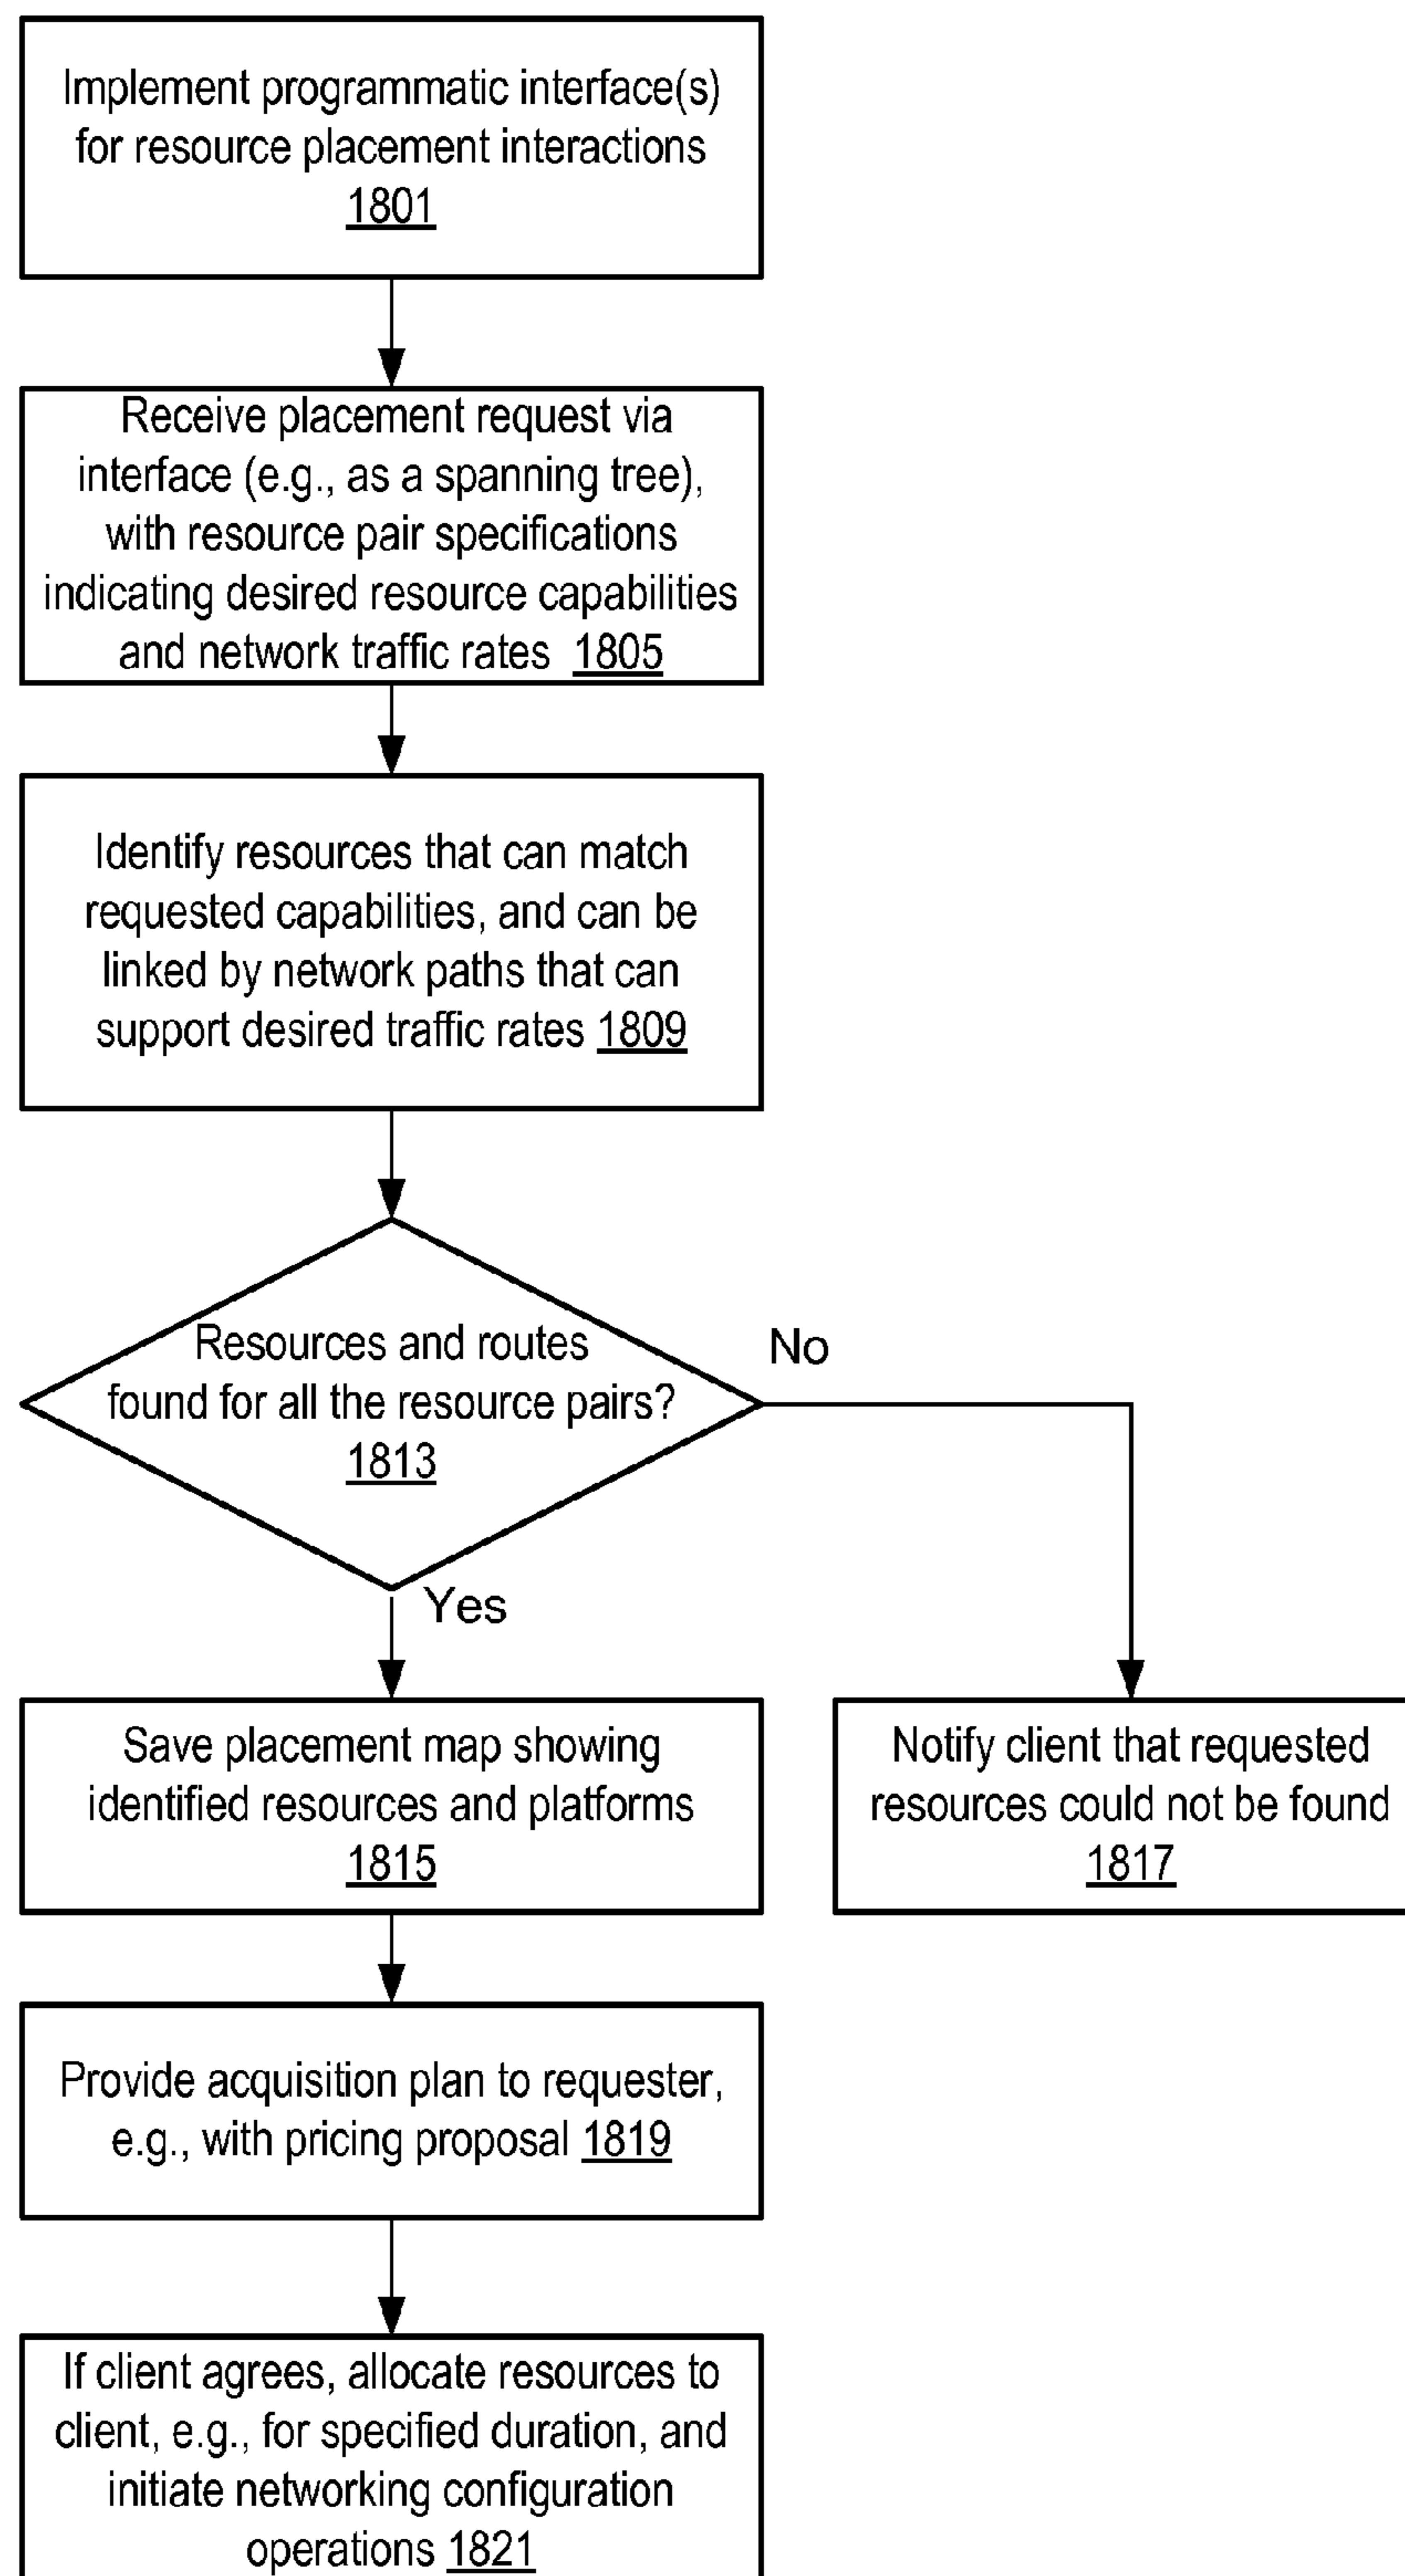 Implement programmatic interface(s)
for resource placement interactions
1801
Receive placement request via
interface (e.g., as a spanning tree),
with resource pair specifications
indicating desired resource capabilities
and network traffic rates 1805
Identify resources that can match
requested capabilities, and can be
linked by network paths that can
support desired traffic rates 1809
Resources and routes
found for all the resource pairs?
1813
No
Yes
Save placement map showing
identified resources and platforms
1815
Notify client that requested
resources could not be found
1817
Provide acquisition plan to requester,
e.g., with pricing proposal 1819
If client agrees, allocate resources to
client, e.g., for specified duration, and
initiate networking configuration
operations 1821